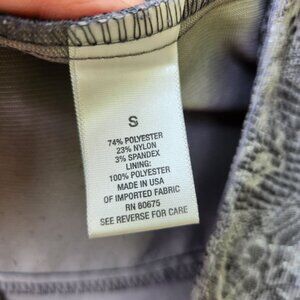 S
74% POLYESTER
23% NYLON
3% SPANDEX
LINING:
100% POLYESTER
MADE IN USA
OF IMPORTED FABRIC
RN 80675
SEE REVERSE FOR CARE